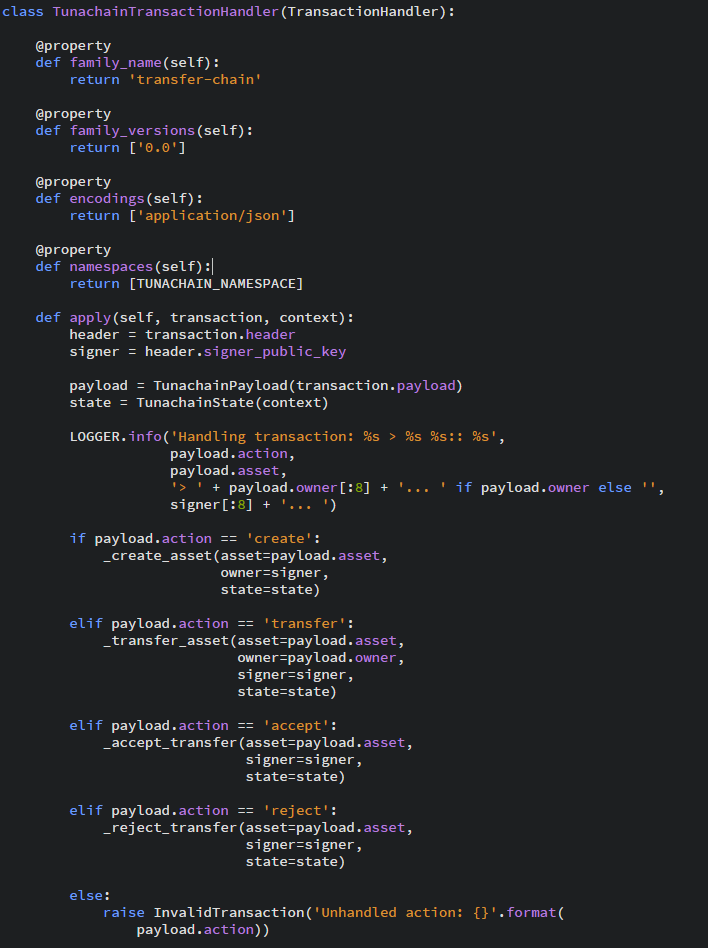 class TunachainTransactionHandler(TransactionHandler):

    @property
    def family_name(self):
        return 'transfer-chain'

    @property
    def family_versions(self):
        return ['0.0']

    @property
    def encodings(self):
        return ['application/json']

    @property
    def namespaces(self):
        return [TUNACHAIN_NAMESPACE]

    def apply(self, transaction, context):
        header = transaction.header
        signer = header.signer_public_key

        payload = TunachainPayload(transaction.payload)
        state = TunachainState(context)

        LOGGER.info('Handling transaction: %s > %s %s:: %s',
                    payload.action,
                    payload.asset,
                    '> ' + payload.owner[:8] + '... ' if payload.owner else '',
                    signer[:8] + '... ')

        if payload.action == 'create':
            _create_asset(asset=payload.asset,
                          owner=signer,
                          state=state)

        elif payload.action == 'transfer':
            _transfer_asset(asset=payload.asset,
                            owner=payload.owner,
                            signer=signer,
                            state=state)

        elif payload.action == 'accept':
            _accept_transfer(asset=payload.asset,
                             signer=signer,
                             state=state)

        elif payload.action == 'reject':
            _reject_transfer(asset=payload.asset,
                             signer=signer,
                             state=state)

        else:
            raise InvalidTransaction('Unhandled action: {}'.format(
                payload.action))